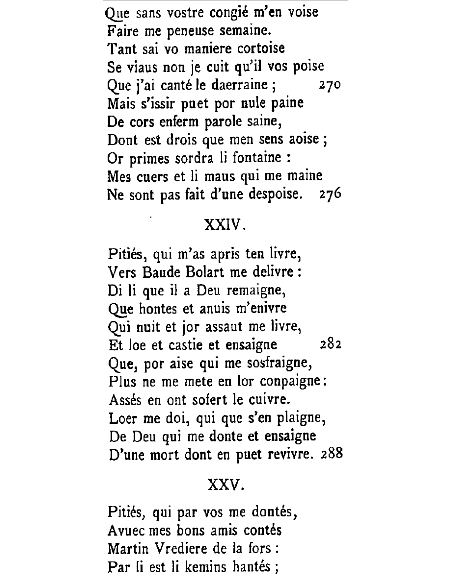 Que sans vostre congié m'en voise
Faire me peneuse semaine.
Tant sai vo maniere cortoise
Se viaus non je cuit qu'il vos poise
Que j'ai canté le daerraine ; 270
Mais s'issir puet por nule paine
De cors enferm parole saine,
Dont est drois que men sens aoise ;
Or primes sordra li fontaine :
Mes cuers et li maus qui me maine
Ne sont pas fait d'une despoise. 276
XXIV.
Pitiés, qui m'as apris ten livre,
Vers Baude Bolart me delivre :
Di li que il a Deu remaigne,
Que hontes et anuis m'enivre
Qui nuit et jor assaut me livre,
Et loe et castie et ensaigne 282
Que, por aise qui me sosfraigne,
Plus ne me mete en lor conpaigne ;
Assés en ont sofert le cuivre.
Loer me doi, qui que s'en plaigne,
De Deu qui me donte et ensaigne
D'une mort dont en puet revivre. 288
XXV.
Pitiés, qui par vos me dontés,
Avuec mes bons amis contés
Martin Vrediere de la fors :
Par li est li kemins hantés ;